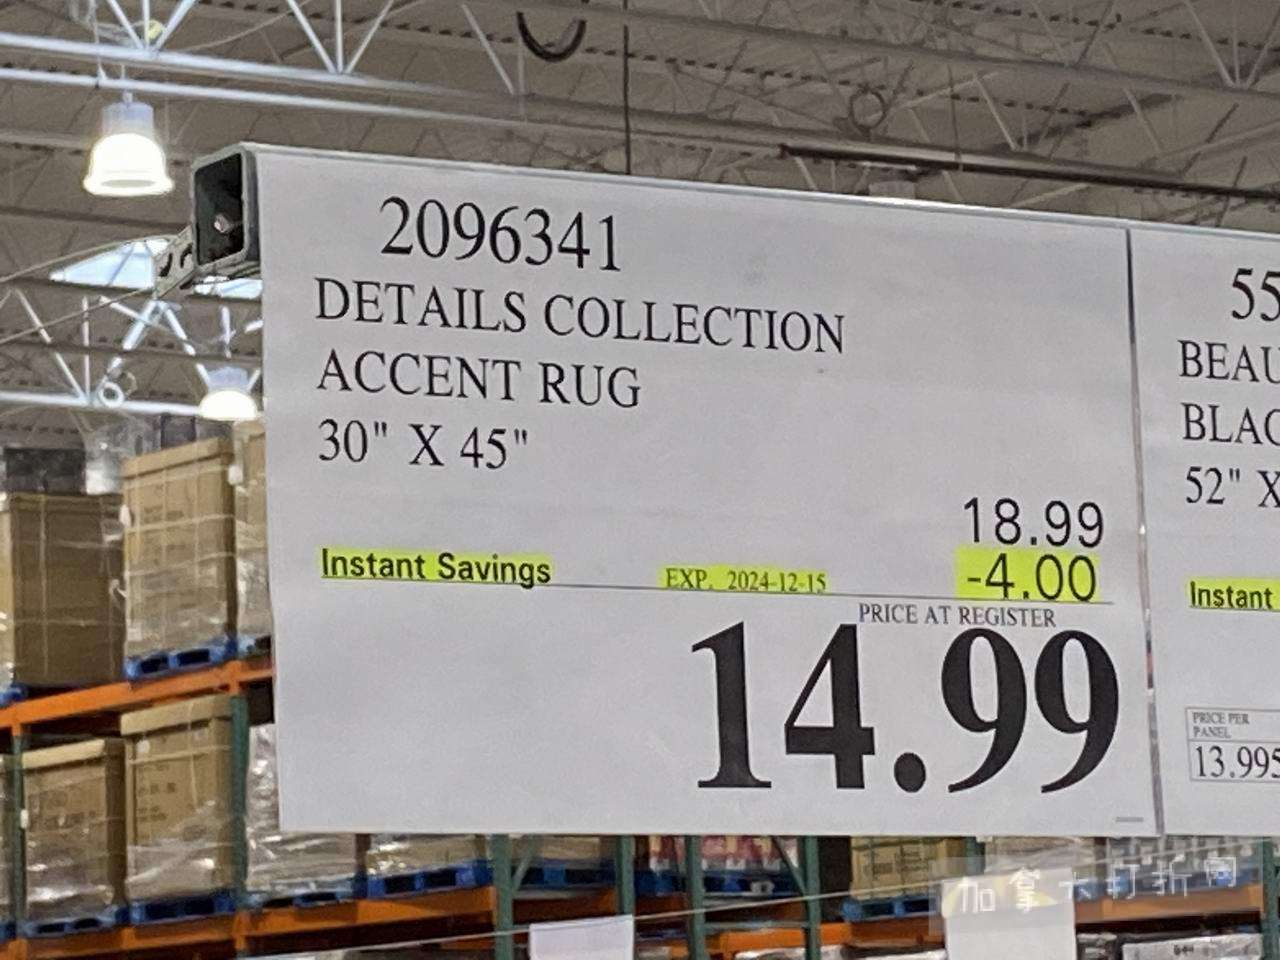 2096341
DETAILS COLLECTION
ACCENT RUG
30" X 45"
18.99
Instant Savings EXP. 2024-12-15 -4.00
PRICE AT REGISTER
14.99
55
BEAU
BLAC
52" X
Instant
PRICE PER
PANEL
13.995
加拿大打折网